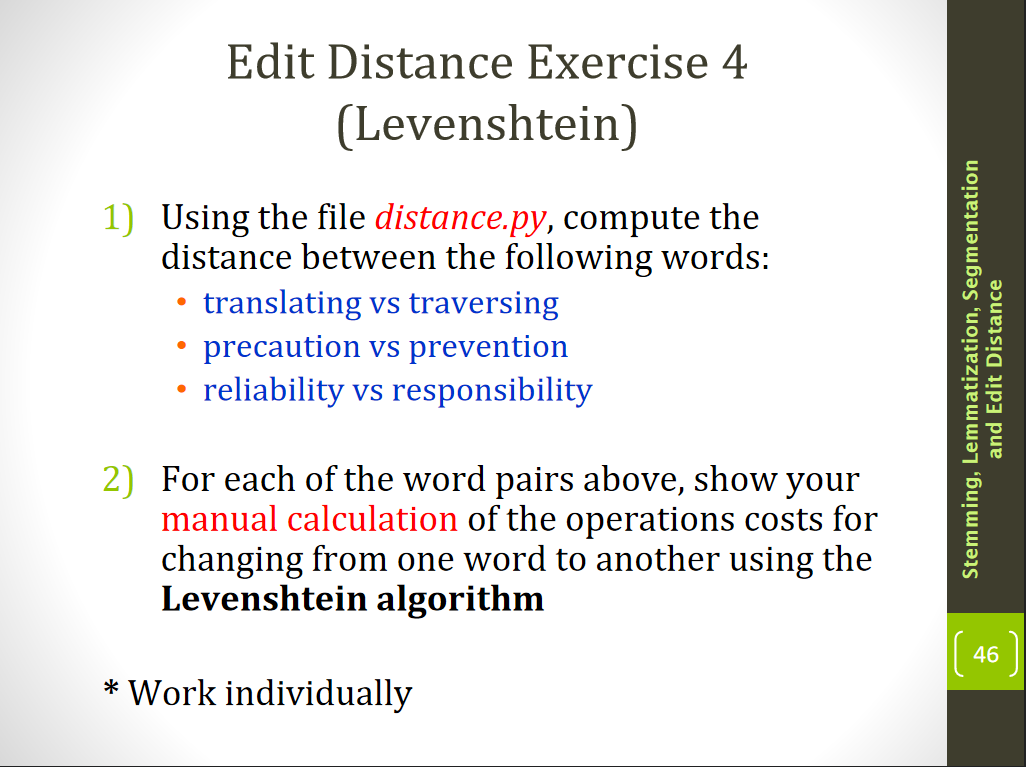 Edit Distance Exercise 4
(Levenshtein)
1) Using the file distance.py, compute the
distance between the following words:
• translating vs traversing
• precaution vs prevention
• reliability vs responsibility
2) For each of the word pairs above, show your
manual calculation of the operations costs for
changing from one word to another using the
Levenshtein algorithm
* Work individually
Stemming, Lemmatization, Segmentation
and Edit Distance
46